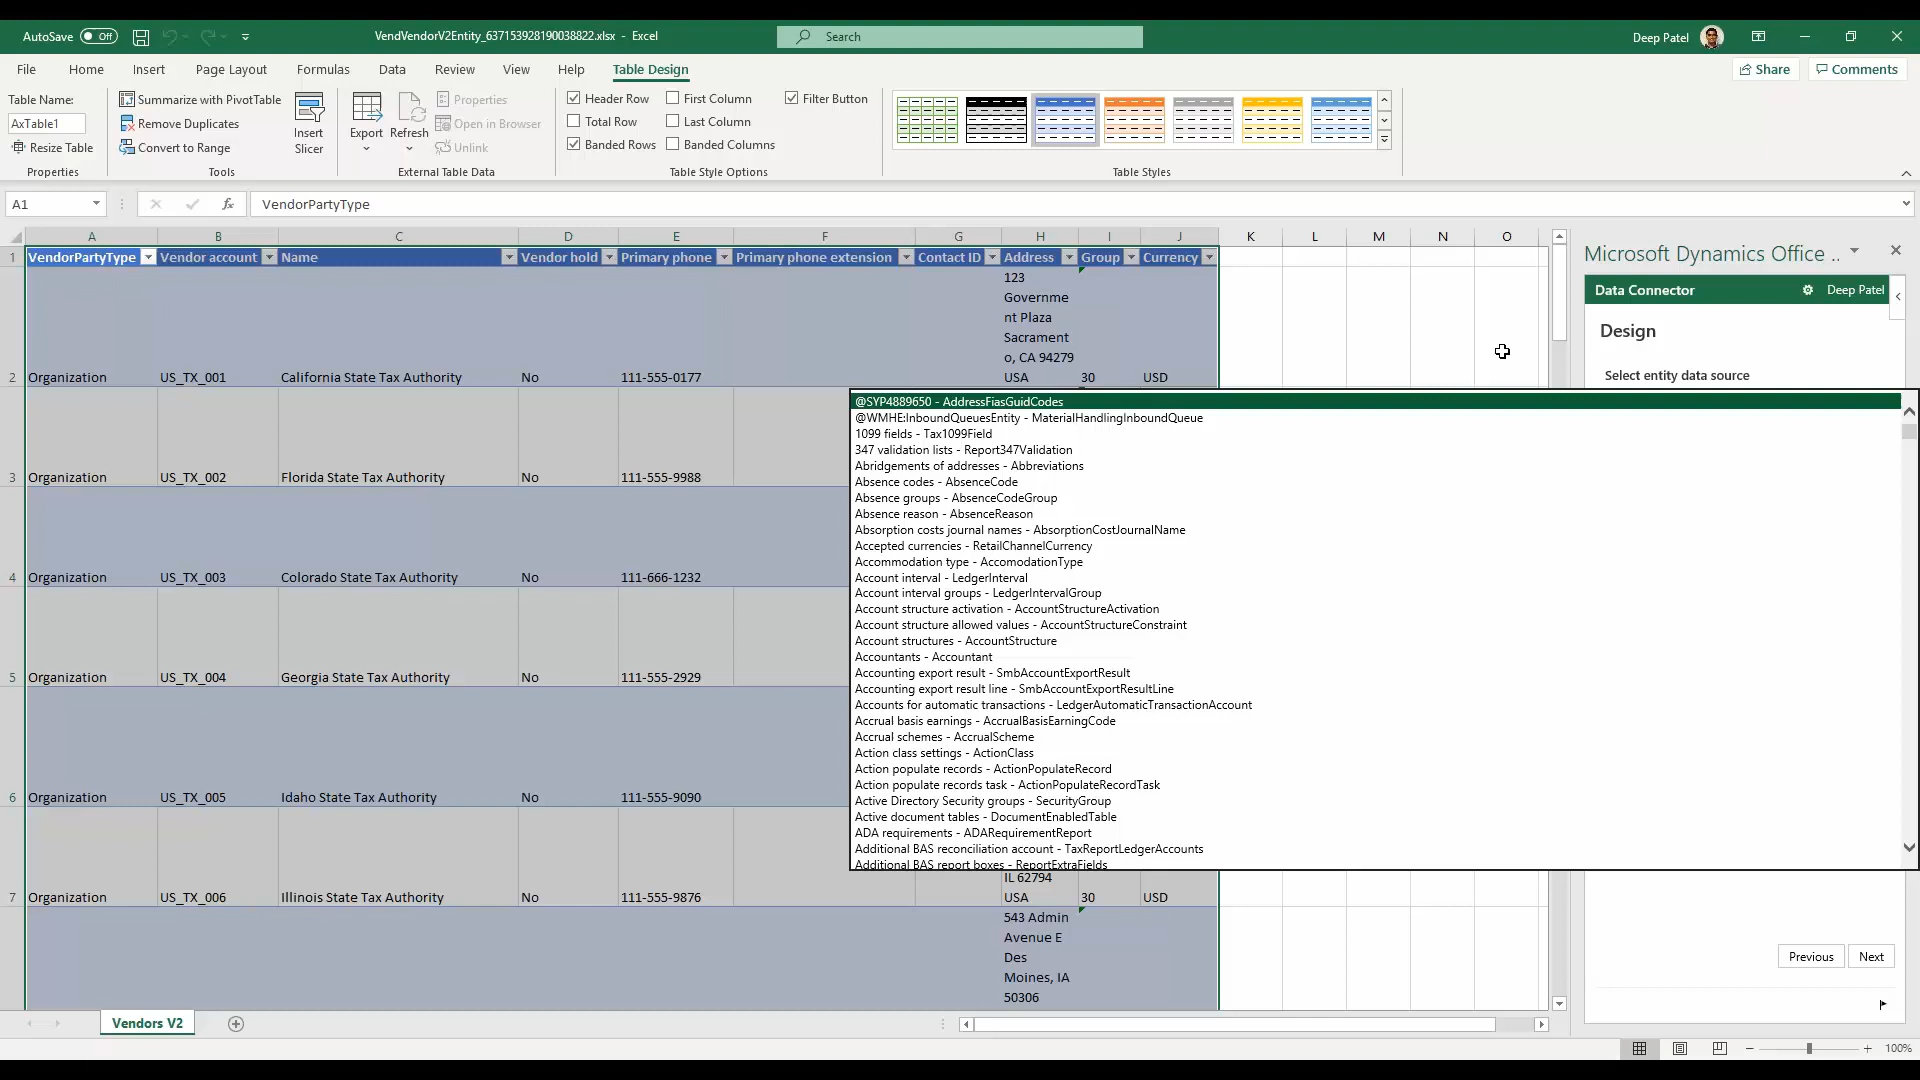 AutoSave Off VendVendorV2Entity_637153928190038822.xlsx - Excel Search Deep Patel
File Home Insert Page Layout Formulas Data Review View Help Table Design Share Comments
Table Name:
AxTable1
Resize Table
Properties
Summarize with PivotTable
Remove Duplicates
Convert to Range
Tools
Insert
Slicer
Export
Refresh
Properties
Open in Browser
Unlink
External Table Data
Header Row First Column Filter Button
Total Row Last Column
Banded Rows Banded Columns
Table Style Options
Table Styles
A1 fx VendorPartyType
A B C D E F G H I J K L M N O
1 VendorPartyType Vendor account Name Vendor hold Primary phone Primary phone extension Contact ID Address Group Currency
123
Governme
nt Plaza
Sacrament
o, CA 94279
2 Organization US_TX_001 California State Tax Authority No 111-555-0177 USA 30 USD
3 Organization US_TX_002 Florida State Tax Authority No 111-555-9988
4 Organization US_TX_003 Colorado State Tax Authority No 111-666-1232
5 Organization US_TX_004 Georgia State Tax Authority No 111-555-2929
6 Organization US_TX_005 Idaho State Tax Authority No 111-555-9090
IL 62794
7 Organization US_TX_006 Illinois State Tax Authority No 111-555-9876 USA 30 USD
543 Admin
Avenue E
Des
Moines, IA
50306
Microsoft Dynamics Office ..
Data Connector Deep Patel
Design
Select entity data source
@SYP4889650 - AddressFiasGuidCodes
@WMHE:InboundQueuesEntity - MaterialHandlingInboundQueue
1099 fields - Tax1099Field
347 validation lists - Report347Validation
Abridgements of addresses - Abbreviations
Absence codes - AbsenceCode
Absence groups - AbsenceCodeGroup
Absence reason - AbsenceReason
Absorption costs journal names - AbsorptionCostJournalName
Accepted currencies - RetailChannelCurrency
Accommodation type - AccomodationType
Account interval - LedgerInterval
Account interval groups - LedgerIntervalGroup
Account structure activation - AccountStructureActivation
Account structure allowed values - AccountStructureConstraint
Account structures - AccountStructure
Accountants - Accountant
Accounting export result - SmbAccountExportResult
Accounting export result line - SmbAccountExportResultLine
Accounts for automatic transactions - LedgerAutomaticTransactionAccount
Accrual basis earnings - AccrualBasisEarningCode
Accrual schemes - AccrualScheme
Action class settings - ActionClass
Action populate records - ActionPopulateRecord
Action populate records task - ActionPopulateRecordTask
Active Directory Security groups - SecurityGroup
Active document tables - DocumentEnabledTable
ADA requirements - ADARequirementReport
Additional BAS reconciliation account - TaxReportLedgerAccounts
Additional BAS report boxes - ReportExtraFields
Previous Next
Vendors V2
100%